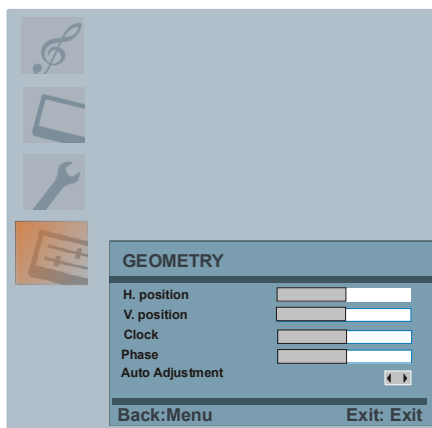 GEOMETRY
H. position
V. position
Clock
Phase
Auto Adjustment
Back:Menu Exit: Exit